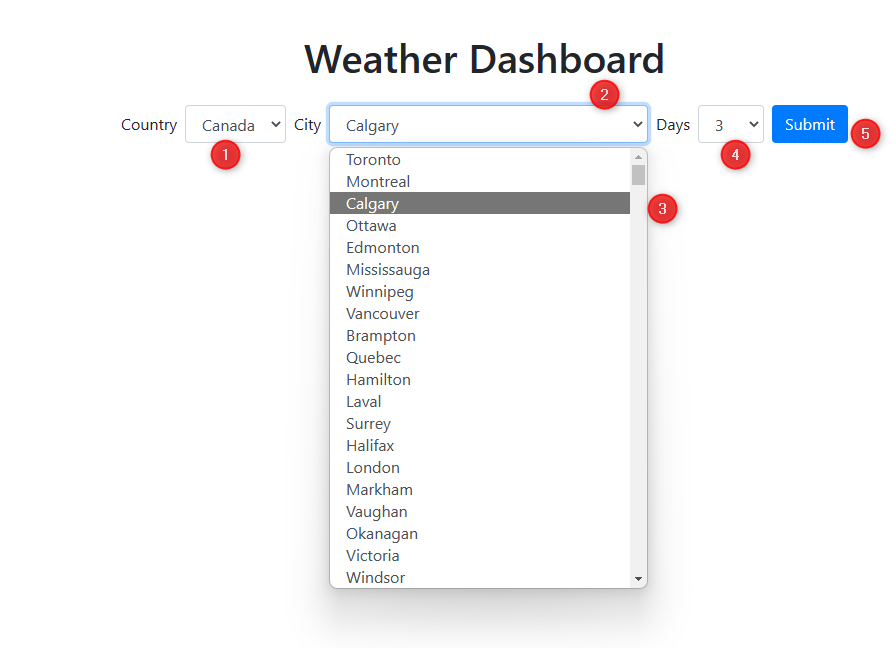 Weather Dashboard
2
Country Canada City Calgary Days 3 Submit 5
1 4
Toronto
Montreal
Calgary 3
Ottawa
Edmonton
Mississauga
Winnipeg
Vancouver
Brampton
Quebec
Hamilton
Laval
Surrey
Halifax
London
Markham
Vaughan
Okanagan
Victoria
Windsor